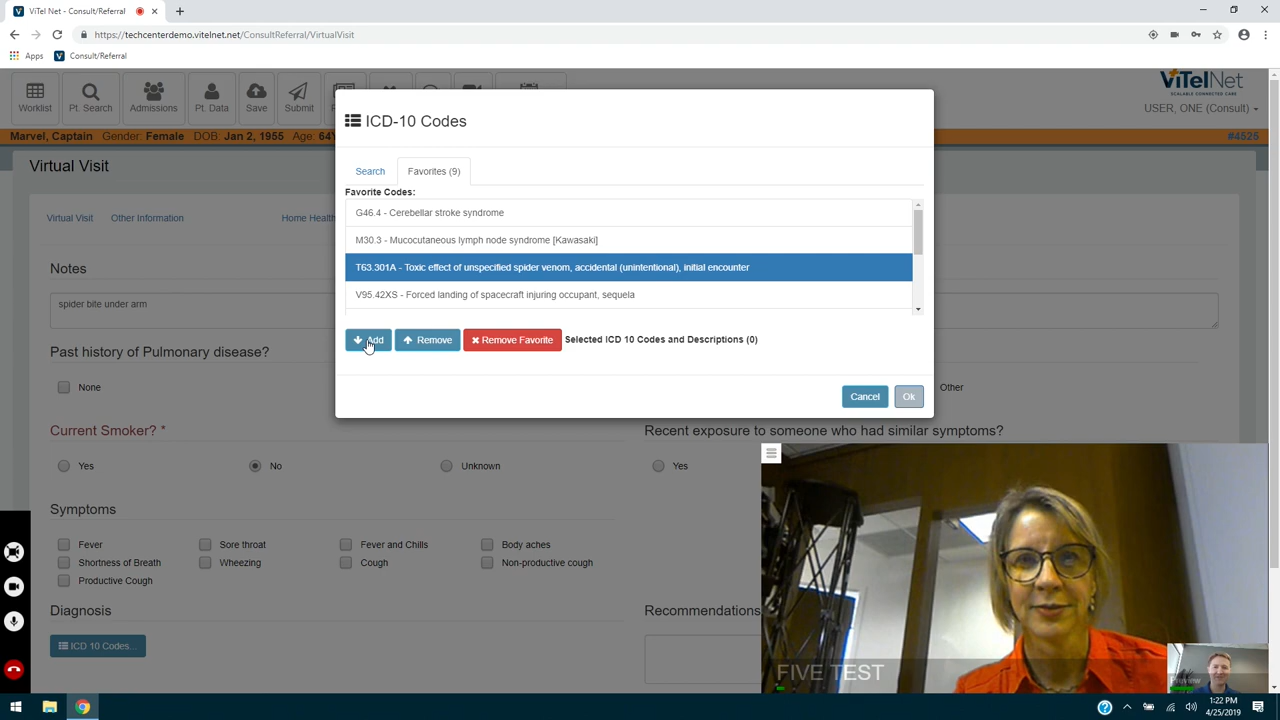 ViTel Net - Consult/Referral
https://techcenterdemo.vitelnet.net/ConsultReferral/VirtualVisit
Apps Consult/Referral
Worklist Pt. Search Admissions Pt. Data Save Submit
ViTelNet
SCALABLE CONNECTED CARE
USER, ONE (Consult)
Marvel, Captain Gender: Female DOB: Jan 2, 1955 Age: 64Y
#4525
Virtual Visit
Virtual Visit Other Information Home Health
ICD-10 Codes
Search Favorites (9)
Favorite Codes:
G46.4 - Cerebellar stroke syndrome
M30.3 - Mucocutaneous lymph node syndrome [Kawasaki]
T63.301A - Toxic effect of unspecified spider venom, accidental (unintentional), initial encounter
V95.42XS - Forced landing of spacecraft injuring occupant, sequela
Add Remove Remove Favorite Selected ICD 10 Codes and Descriptions (0)
Cancel Ok
Notes
spider bite under arm
Past history of Pulmonary disease?
None Other
Current Smoker? *
Yes No Unknown
Recent exposure to someone who had similar symptoms?
Yes
Symptoms
Fever Sore throat Fever and Chills Body aches
Shortness of Breath Wheezing Cough Non-productive cough
Productive Cough
Diagnosis
ICD 10 Codes...
Recommendations
FIVE TEST
Preview
1:22 PM
4/25/2019